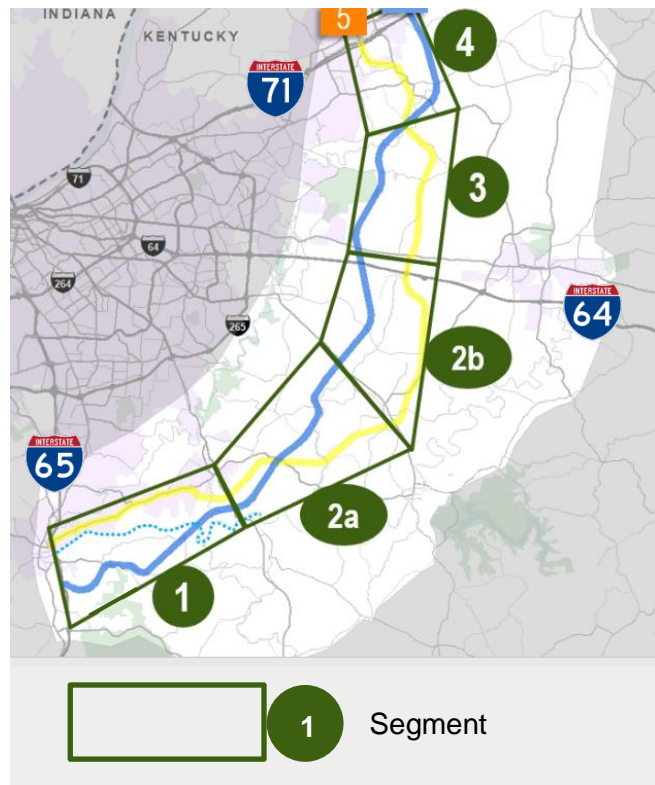 INDIANA
KENTUCKY
5
4
INTERSTATE
71
3
71
64
264
265
INTERSTATE
64
2b
INTERSTATE
65
2a
1
1 Segment